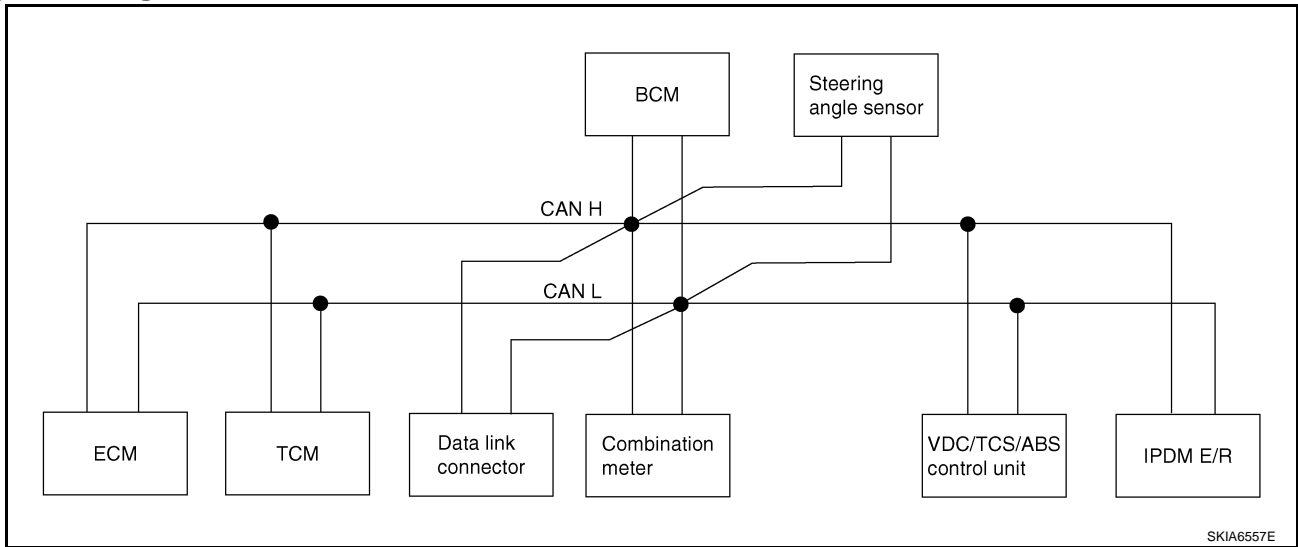 BCM
Steering
angle sensor
CAN H
CAN L
ECM
TCM
Data link
connector
Combination
meter
VDC/TCS/ABS
control unit
IPDM E/R
SKIA6557E